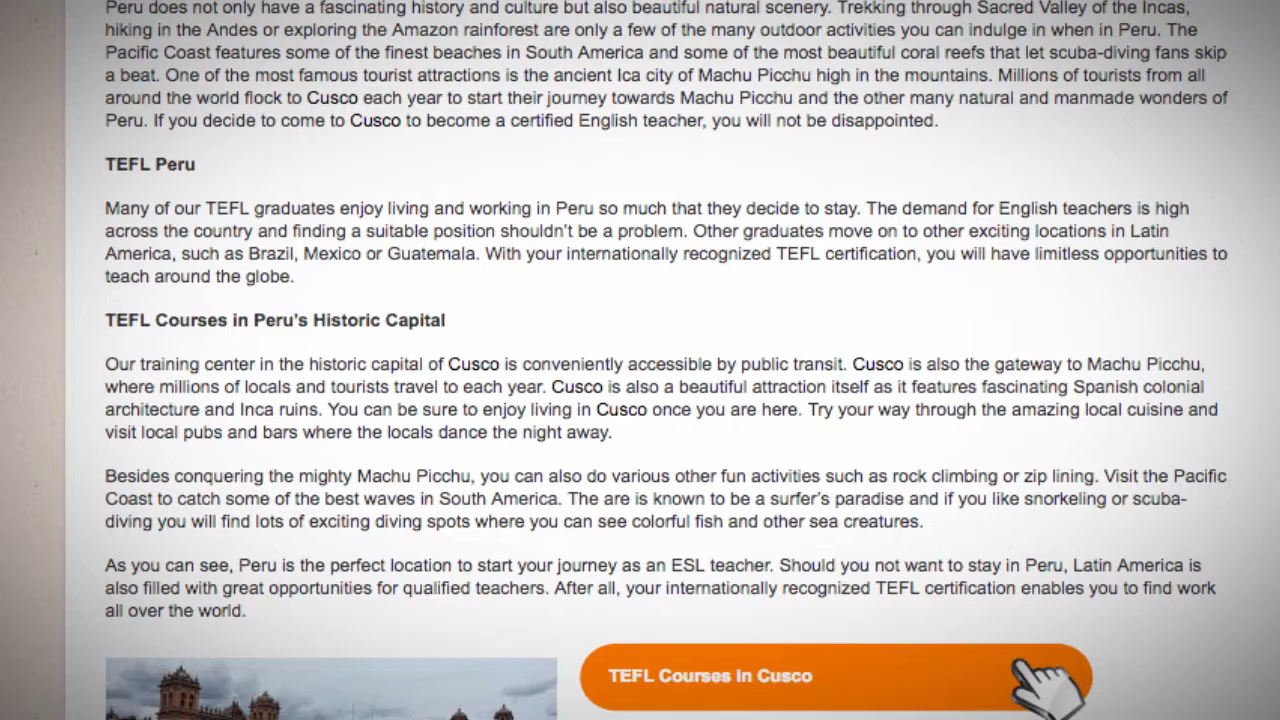 Peru does not only have a fascinating history and culture but also beautiful natural scenery. Trekking through Sacred Valley of the Incas,
hiking in the Andes or exploring the Amazon rainforest are only a few of the many outdoor activities you can indulge in when in Peru. The
Pacific Coast features some of the finest beaches in South America and some of the most beautiful coral reefs that let scuba-diving fans skip
a beat. One of the most famous tourist attractions is the ancient Ica city of Machu Picchu high in the mountains. Millions of tourists from all
around the world flock to Cusco each year to start their journey towards Machu Picchu and the other many natural and manmade wonders of
Peru. If you decide to come to Cusco to become a certified English teacher, you will not be disappointed.
TEFL Peru
Many of our TEFL graduates enjoy living and working in Peru so much that they decide to stay. The demand for English teachers is high
across the country and finding a suitable position shouldn't be a problem. Other graduates move on to other exciting locations in Latin
America, such as Brazil, Mexico or Guatemala. With your internationally recognized TEFL certification, you will have limitless opportunities to
teach around the globe.
TEFL Courses in Peru's Historic Capital
Our training center in the historic capital of Cusco is conveniently accessible by public transit. Cusco is also the gateway to Machu Picchu,
where millions of locals and tourists travel to each year. Cusco is also a beautiful attraction itself as it features fascinating Spanish colonial
architecture and Inca ruins. You can be sure to enjoy living in Cusco once you are here. Try your way through the amazing local cuisine and
visit local pubs and bars where the locals dance the night away.
Besides conquering the mighty Machu Picchu, you can also do various other fun activities such as rock climbing or zip lining. Visit the Pacific
Coast to catch some of the best waves in South America. The are is known to be a surfer's paradise and if you like snorkeling or scuba-
diving you will find lots of exciting diving spots where you can see colorful fish and other sea creatures.
As you can see, Peru is the perfect location to start your journey as an ESL teacher. Should you not want to stay in Peru, Latin America is
also filled with great opportunities for qualified teachers. After all, your internationally recognized TEFL certification enables you to find work
all over the world.
TEFL Courses in Cusco